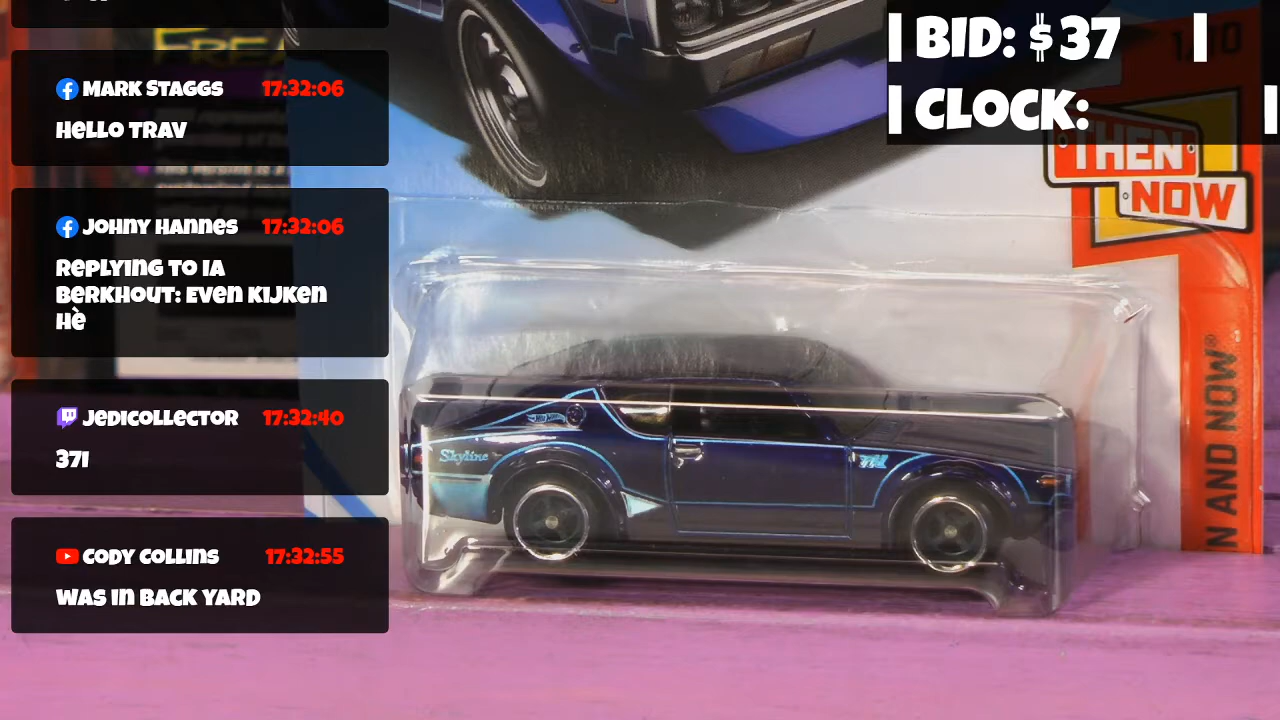 MARK STAGGS 17:32:06
HELLO TRAV
JOHNY HANNES 17:32:06
REPLYING TO IA
BERKHOUT: EVEN KIJKEN
HÈ
JEDICOLLECTOR 17:32:40
371
CODY COLLINS 17:32:55
WAS IN BACK YARD
| BID: $37 |
| CLOCK: |
THEN
NOW
N AND NOW®
Hot Wheels
Skyline